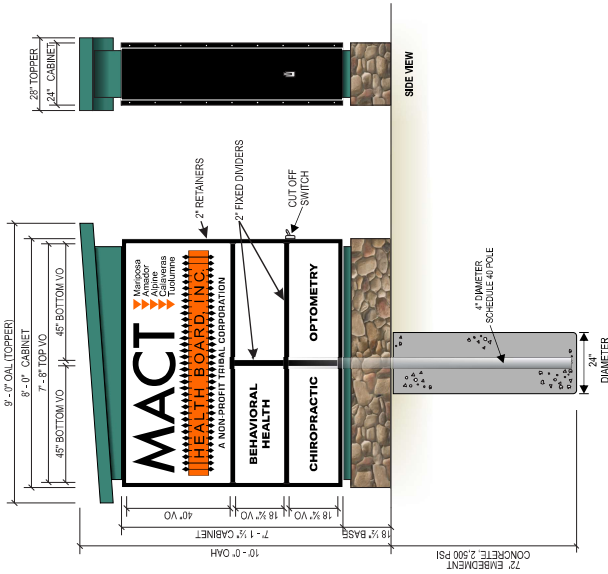 28" TOPPER
24" CABINET
SIDE VIEW
9' - 0" OAL (TOPPER)
8' - 0" CABINET
7' - 8" TOP VO
45" BOTTOM VO
45" BOTTOM VO
2" RETAINERS
2" FIXED DIVIDERS
CUT OFF
SWITCH
MACT
Mariposa
Amador
Alpine
Calaveras
Tuolumne
HEALTH BOARD, INC.
A NON-PROFIT TRIBAL CORPORATION
BEHAVIORAL
HEALTH
CHIROPRACTIC
OPTOMETRY
4" DIAMETER
SCHEDULE 40 POLE
24"
DIAMETER
40" VO
18 ¾" VO
18 ¾" VO
7' - 1 ½" CABINET
18 ½" BASE
10' - 0" OAH
72" EMBEDMENT
CONCRETE, 2,500 PSI